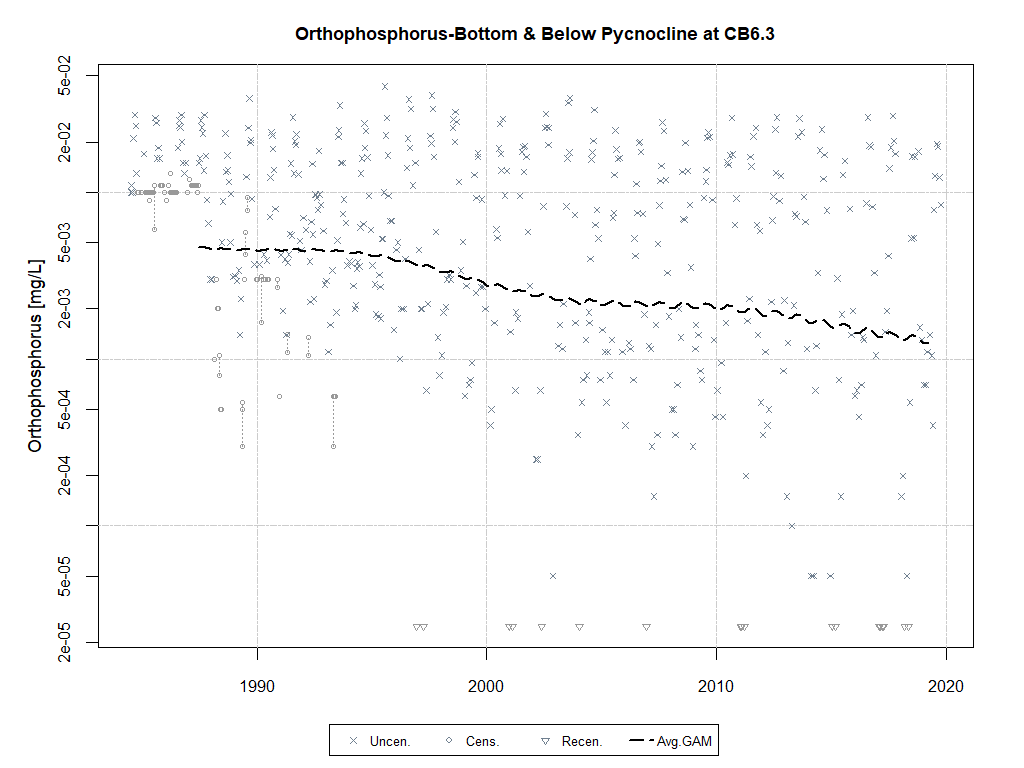 Orthophosphorus-Bottom & Below Pycnocline at CB6.3
Orthophosphorus [mg/L]
5e-02
2e-02
5e-03
2e-03
5e-04
2e-04
5e-05
2e-05
1990 2000 2010 2020
Uncen. Cens. Recen. Avg.GAM